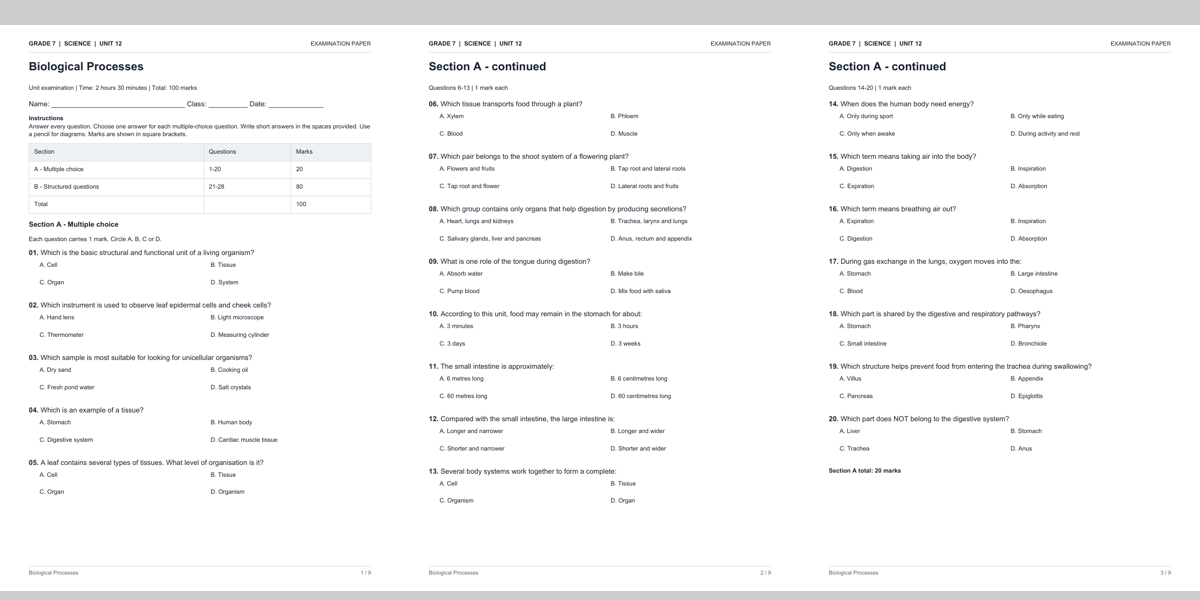 GRADE 7 | SCIENCE | UNIT 12 EXAMINATION PAPER
Biological Processes
Unit examination | Time: 2 hours 30 minutes | Total: 100 marks
Name: ___________________________________ Class: __________ Date: ______________
Instructions
Answer every question. Choose one answer for each multiple-choice question. Write short answers in the spaces provided. Use
a pencil for diagrams. Marks are shown in square brackets.
Section Questions Marks
A - Multiple choice 1-20 20
B - Structured questions 21-28 80
Total 100
Section A - Multiple choice
Each question carries 1 mark. Circle A, B, C or D.
01. Which is the basic structural and functional unit of a living organism?
A. Cell B. Tissue
C. Organ D. System
02. Which instrument is used to observe leaf epidermal cells and cheek cells?
A. Hand lens B. Light microscope
C. Thermometer D. Measuring cylinder
03. Which sample is most suitable for looking for unicellular organisms?
A. Dry sand B. Cooking oil
C. Fresh pond water D. Salt crystals
04. Which is an example of a tissue?
A. Stomach B. Human body
C. Digestive system D. Cardiac muscle tissue
05. A leaf contains several types of tissues. What level of organisation is it?
A. Cell B. Tissue
C. Organ D. Organism
Biological Processes 1 / 9
GRADE 7 | SCIENCE | UNIT 12 EXAMINATION PAPER
Section A - continued
Questions 6-13 | 1 mark each
06. Which tissue transports food through a plant?
A. Xylem B. Phloem
C. Blood D. Muscle
07. Which pair belongs to the shoot system of a flowering plant?
A. Flowers and fruits B. Tap root and lateral roots
C. Tap root and flower D. Lateral roots and fruits
08. Which group contains only organs that help digestion by producing secretions?
A. Heart, lungs and kidneys B. Trachea, larynx and lungs
C. Salivary glands, liver and pancreas D. Anus, rectum and appendix
09. What is one role of the tongue during digestion?
A. Absorb water B. Make bile
C. Pump blood D. Mix food with saliva
10. According to this unit, food may remain in the stomach for about:
A. 3 minutes B. 3 hours
C. 3 days D. 3 weeks
11. The small intestine is approximately:
A. 6 metres long B. 6 centimetres long
C. 60 metres long D. 60 centimetres long
12. Compared with the small intestine, the large intestine is:
A. Longer and narrower B. Longer and wider
C. Shorter and narrower D. Shorter and wider
13. Several body systems work together to form a complete:
A. Cell B. Tissue
C. Organism D. Organ
Biological Processes 2 / 9
GRADE 7 | SCIENCE | UNIT 12 EXAMINATION PAPER
Section A - continued
Questions 14-20 | 1 mark each
14. When does the human body need energy?
A. Only during sport B. Only while eating
C. Only when awake D. During activity and rest
15. Which term means taking air into the body?
A. Digestion B. Inspiration
C. Expiration D. Absorption
16. Which term means breathing air out?
A. Expiration B. Inspiration
C. Digestion D. Absorption
17. During gas exchange in the lungs, oxygen moves into the:
A. Stomach B. Large intestine
C. Blood D. Oesophagus
18. Which part is shared by the digestive and respiratory pathways?
A. Stomach B. Pharynx
C. Small intestine D. Bronchiole
19. Which structure helps prevent food from entering the trachea during swallowing?
A. Villus B. Appendix
C. Pancreas D. Epiglottis
20. Which part does NOT belong to the digestive system?
A. Liver B. Stomach
C. Trachea D. Anus
Section A total: 20 marks
Biological Processes 3 / 9